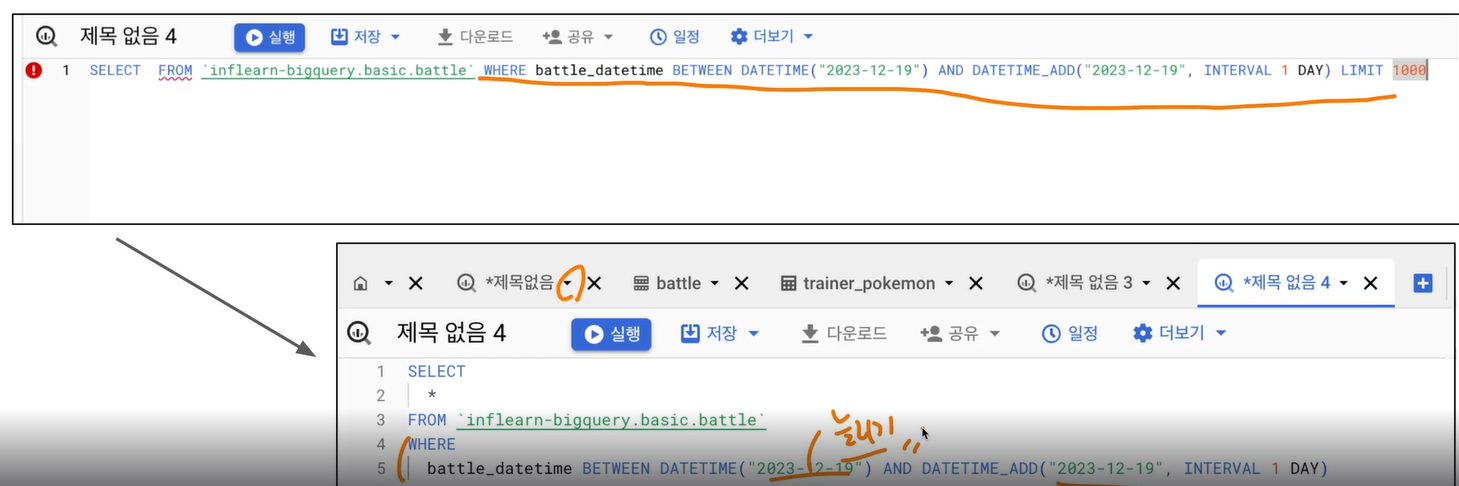 제목 없음 4 실행 저장 다운로드 공유 일정 더보기
1 SELECT FROM `inflearn-bigquery.basic.battle` WHERE battle_datetime BETWEEN DATETIME("2023-12-19") AND DATETIME_ADD("2023-12-19", INTERVAL 1 DAY) LIMIT 1000
*제목없음 battle trainer_pokemon *제목 없음 3 *제목 없음 4
제목 없음 4 실행 저장 다운로드 공유 일정 더보기
1 SELECT
2 *
3 FROM `inflearn-bigquery.basic.battle`
4 WHERE
5 battle_datetime BETWEEN DATETIME("2023-12-19") AND DATETIME_ADD("2023-12-19", INTERVAL 1 DAY)